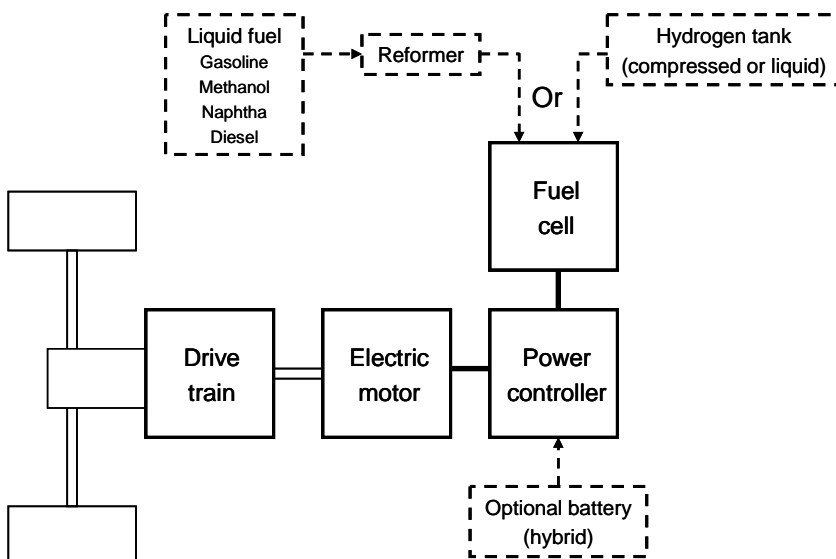 Liquid fuel
Gasoline
Methanol
Naphtha
Diesel
Reformer
Or
Hydrogen tank
(compressed or liquid)
Fuel
cell
Drive
train
Electric
motor
Power
controller
Optional battery
(hybrid)